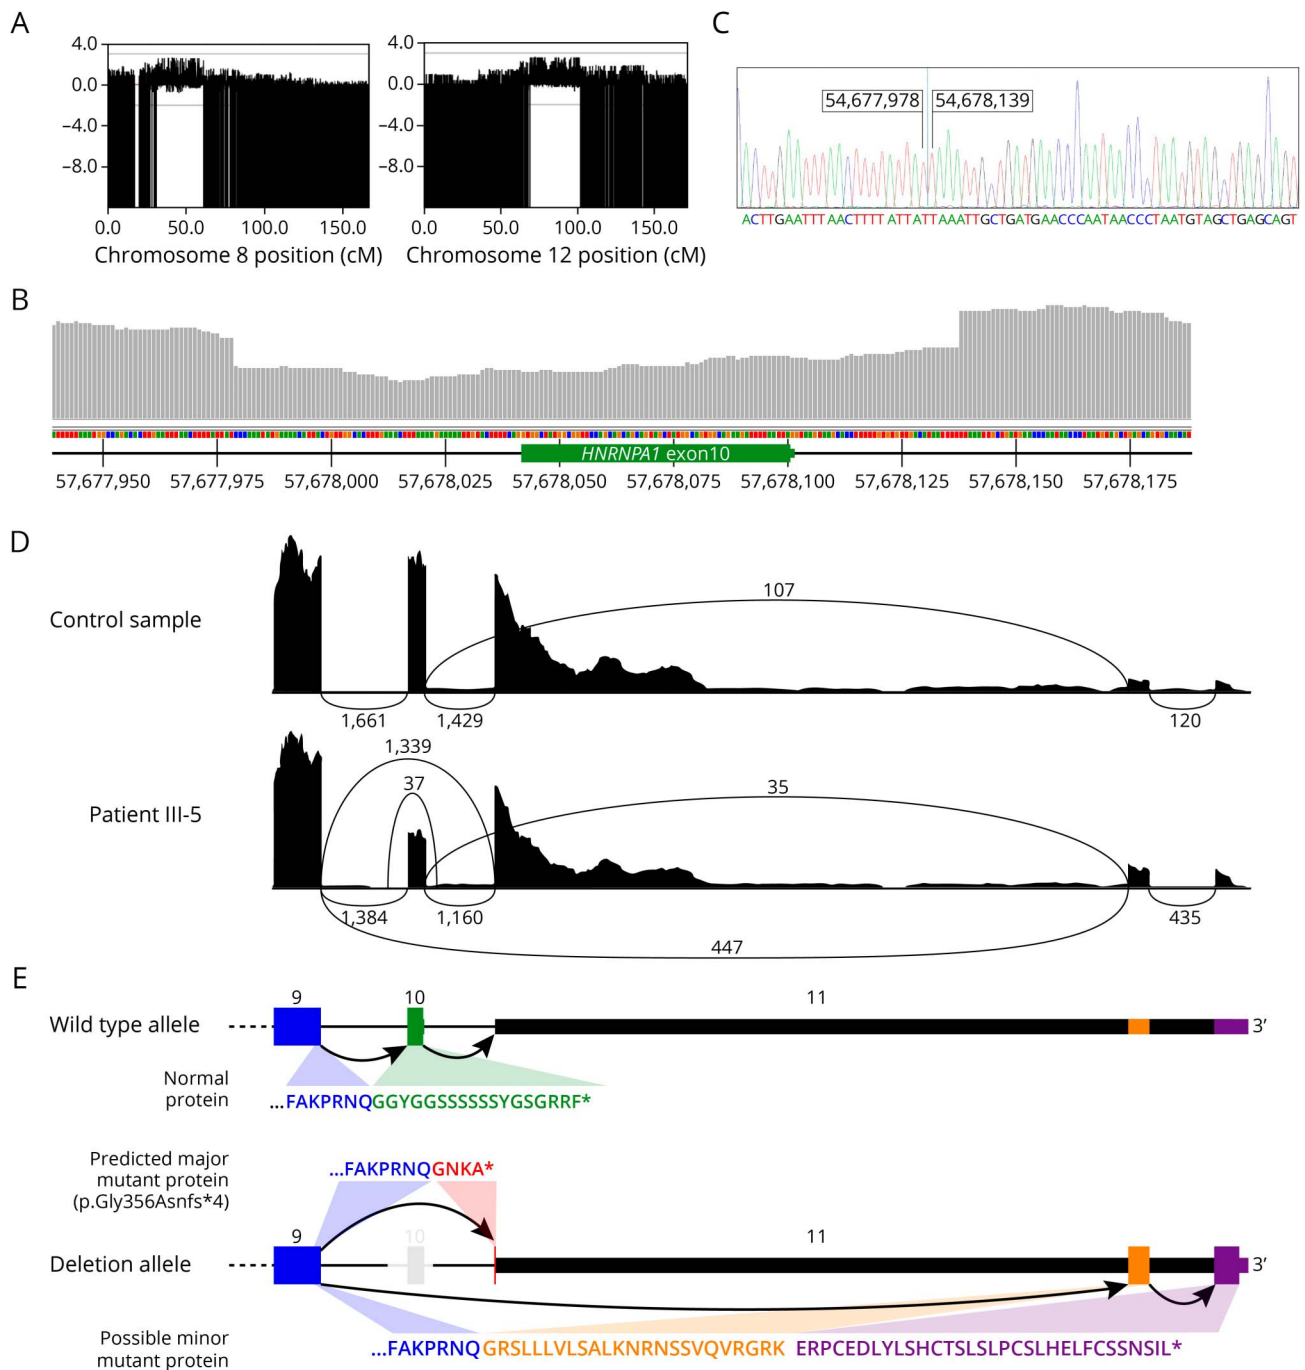 A
4.0
0.0
−4.0
−8.0
0.0 50.0 100.0 150.0
Chromosome 8 position (cM)
4.0
0.0
−4.0
−8.0
0.0 50.0 100.0 150.0
Chromosome 12 position (cM)
C
54,677,978 54,678,139
ACTTGAATTTAACTTTTATTATTAAATTGCTGATGAACCCAATAACCCTAATGTAGCTGAGCAGT
B
HNRNPA1 exon10
57,677,950 57,677,975 57,678,000 57,678,025 57,678,050 57,678,075 57,678,100 57,678,125 57,678,150 57,678,175
D
Control sample
107
1,661 1,429 120
Patient III-5
1,339
37
35
1,384 1,160 435
447
E
9 10 11
Wild type allele 3’
Normal
protein
...FAKPRNQGGYGGSSSSSSYGSGRRF*
Predicted major
mutant protein
(p.Gly356Asnfs*4)
...FAKPRNQGNKA*
9 10 11
Deletion allele 3’
Possible minor
mutant protein
...FAKPRNQGRSLLLVLSALKNRNSSVQVRGRK ERPCEDLYLSHCTSLSLPCSLHELFCSSNSIL*